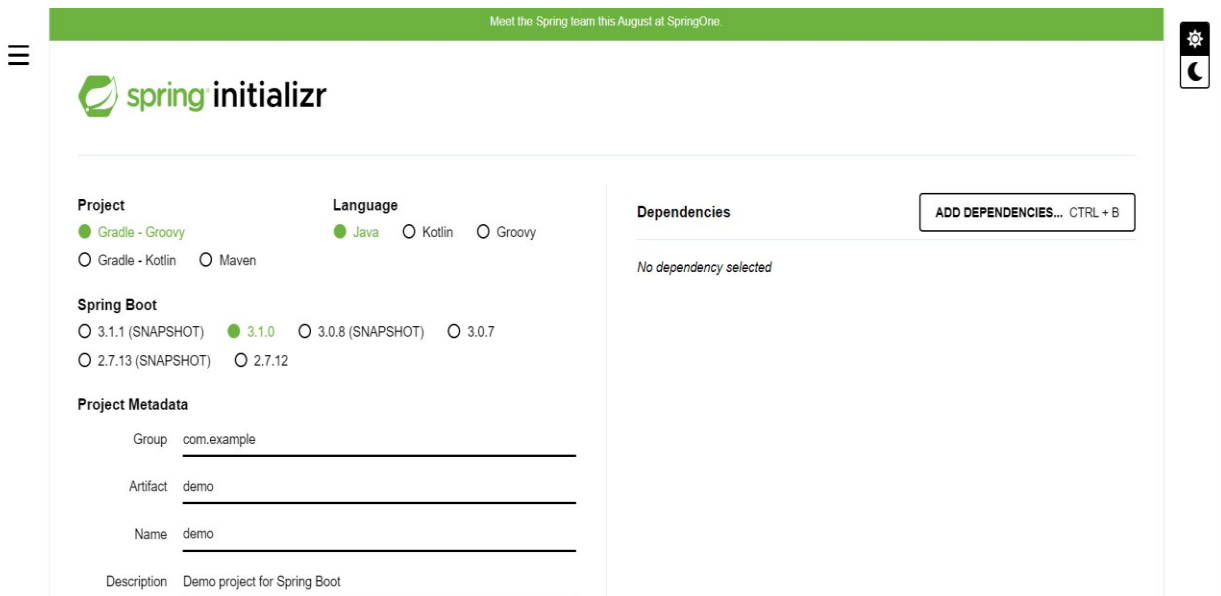 Meet the Spring team this August at SpringOne.
spring initializr
Project
Gradle - Groovy
Gradle - Kotlin Maven
Language
Java Kotlin Groovy
Spring Boot
3.1.1 (SNAPSHOT) 3.1.0 3.0.8 (SNAPSHOT) 3.0.7
2.7.13 (SNAPSHOT) 2.7.12
Project Metadata
Group com.example
Artifact demo
Name demo
Description Demo project for Spring Boot
Dependencies
ADD DEPENDENCIES... CTRL + B
No dependency selected